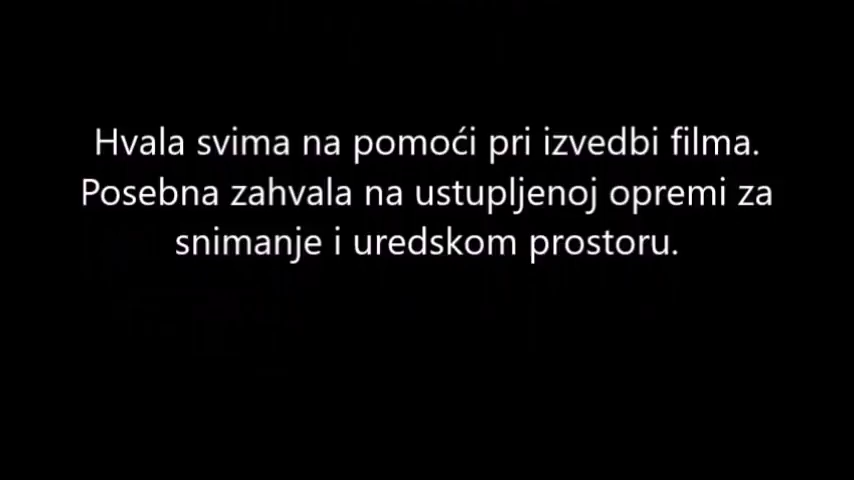 Hvala svima na pomoći pri izvedbi filma.
Posebna zahvala na ustupljenoj opremi za
snimanje i uredskom prostoru.